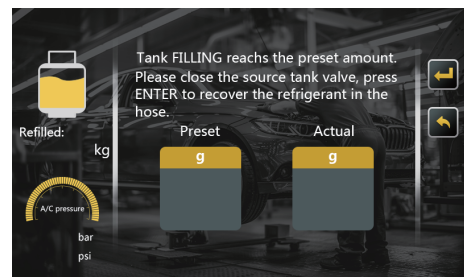 Tank FILLING reachs the preset amount.
Please close the source tank valve, press
ENTER to recover the refrigerant in the
hose.
Refilled:
kg
Preset
Actual
g
g
A/C pressure
bar
psi